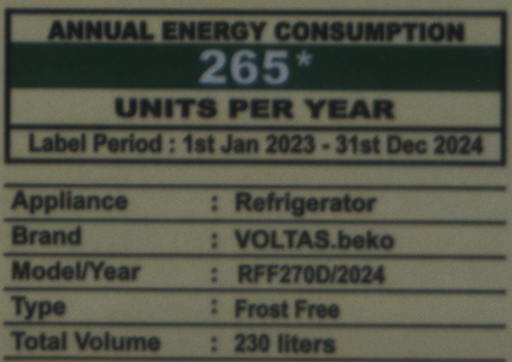 ANNUAL ENERGY CONSUMPTION
265*
UNITS PER YEAR
Label Period : 1st Jan 2023 - 31st Dec 2024
Appliance : Refrigerator
Brand : VOLTAS.beko
Model/Year : RFF270D/2024
Type : Frost Free
Total Volume : 230 liters